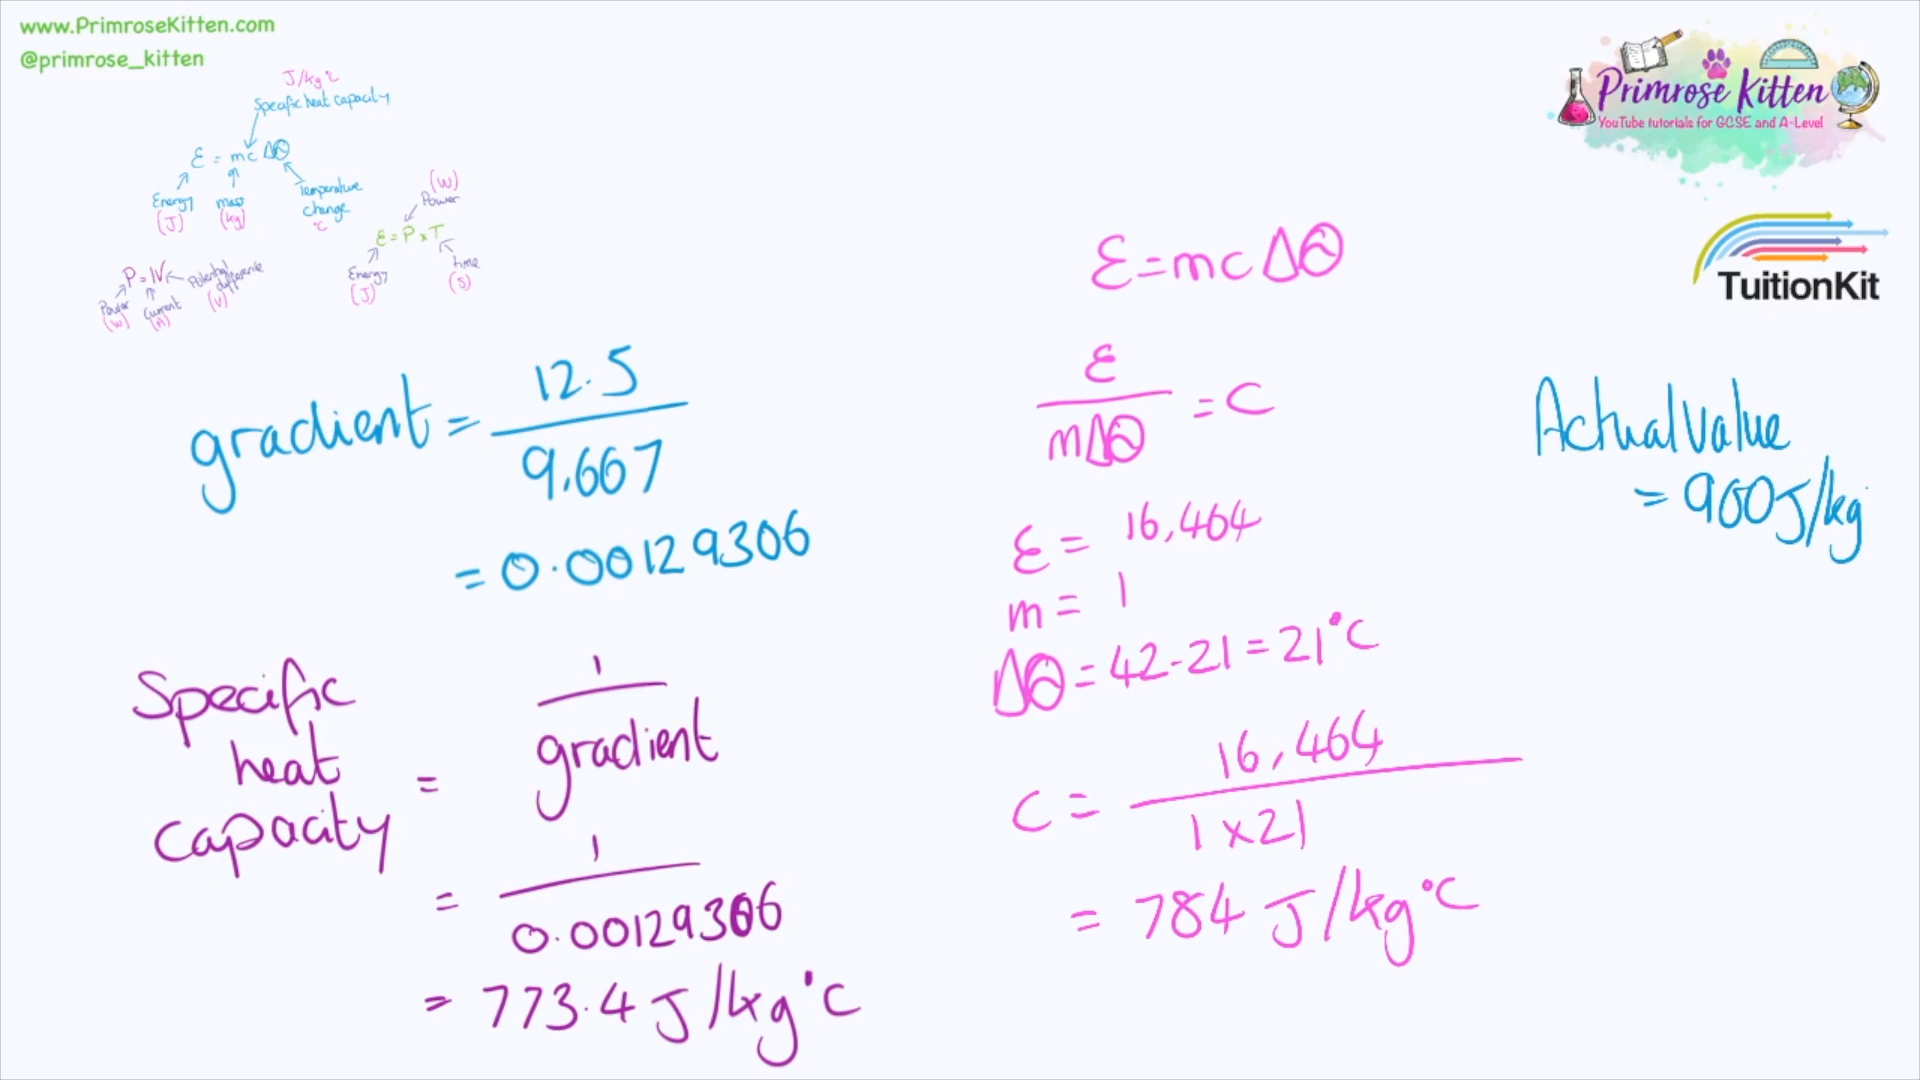 www.PrimroseKitten.com
@primrose_kitten
Primrose Kitten
YouTube tutorials for GCSE and A-Level
TuitionKit
J/kg°C
Specific heat capacity
E = mcΔθ
Energy
(J)
mass
(kg)
Temperature
change
°C
(W)
Power
E = P x T
Energy
(J)
time
(s)
P = IV
Power
(W)
Current
(A)
Potential
difference
(V)
gradient = 12.5
9.667
= 0.00129306
Specific
heat
capacity
= 1
gradient
= 1
0.00129306
= 773.4 J/kg°C
E = mcΔθ
E
mΔθ
= C
E = 16,464
m = 1
Δθ = 42-21 = 21°C
C = 16,464
1 x 21
= 784 J/kg°C
Actual value
= 900J/kg